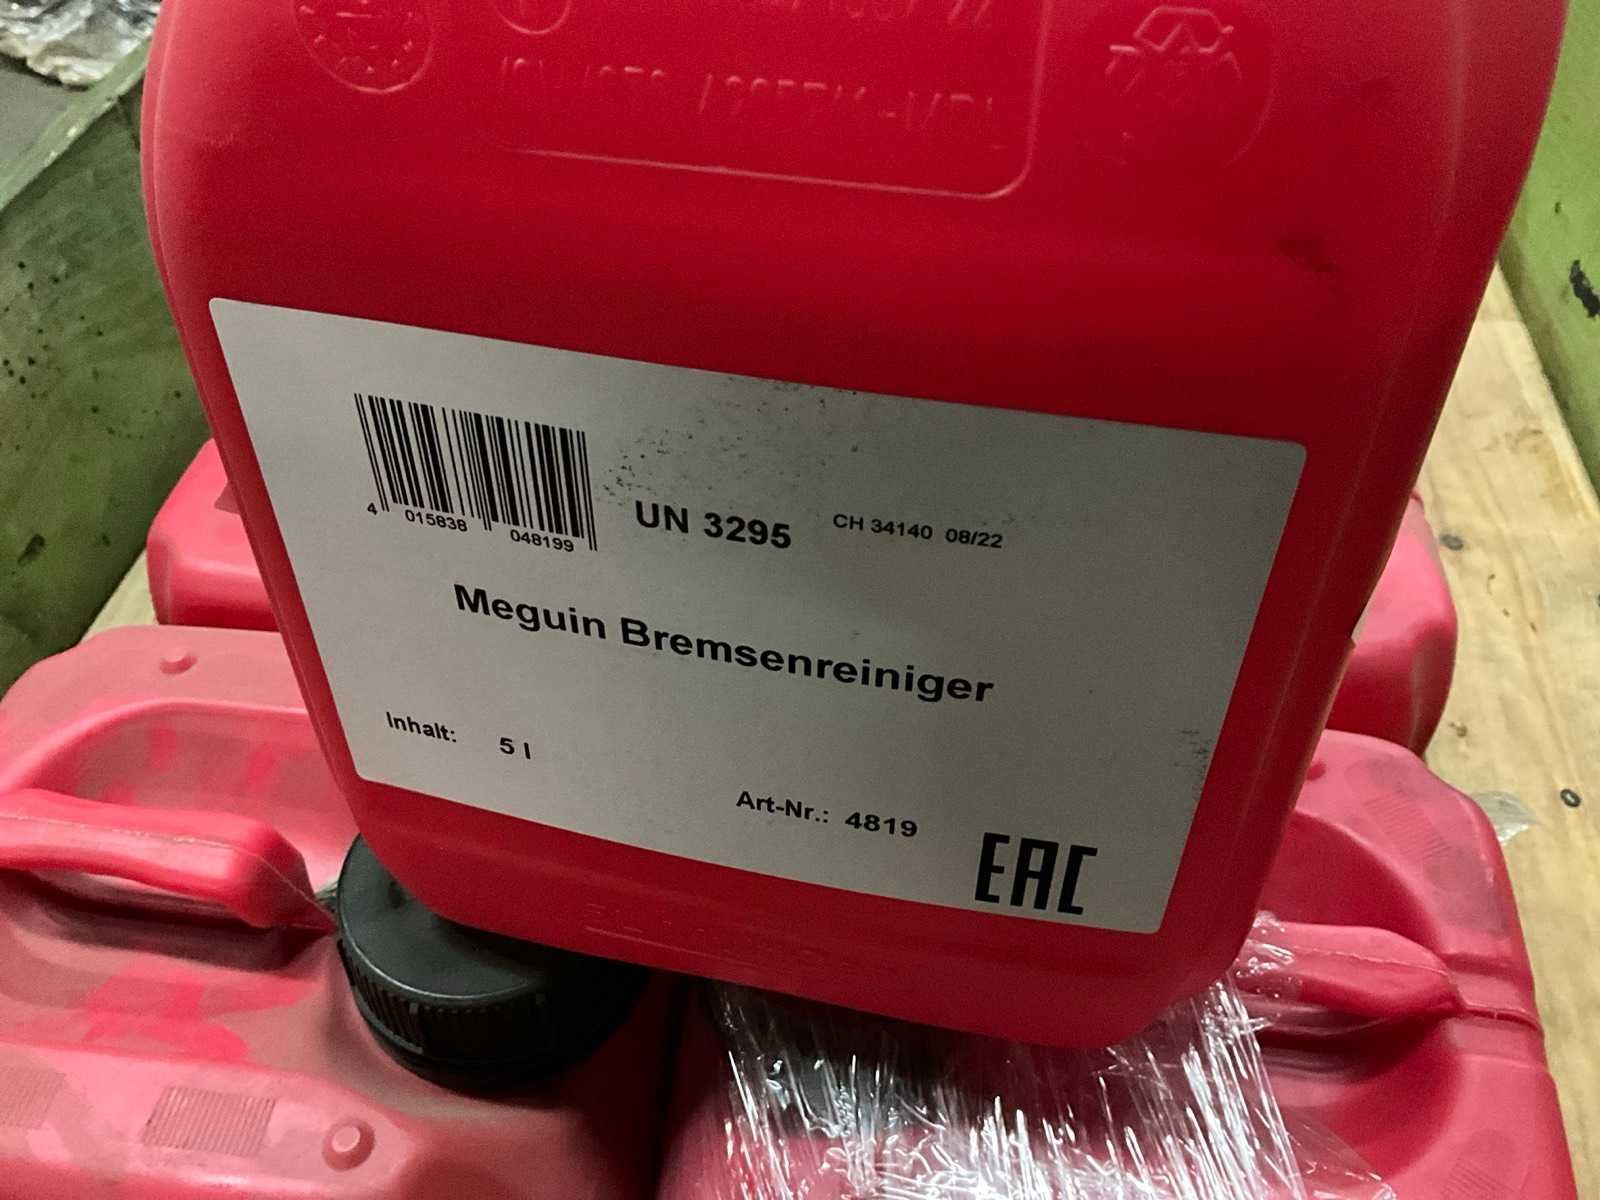 4 015838 048199
UN 3295
CH 34140 08/22
Meguin Bremsenreiniger
Inhalt: 5 l
Art-Nr.: 4819
EAC